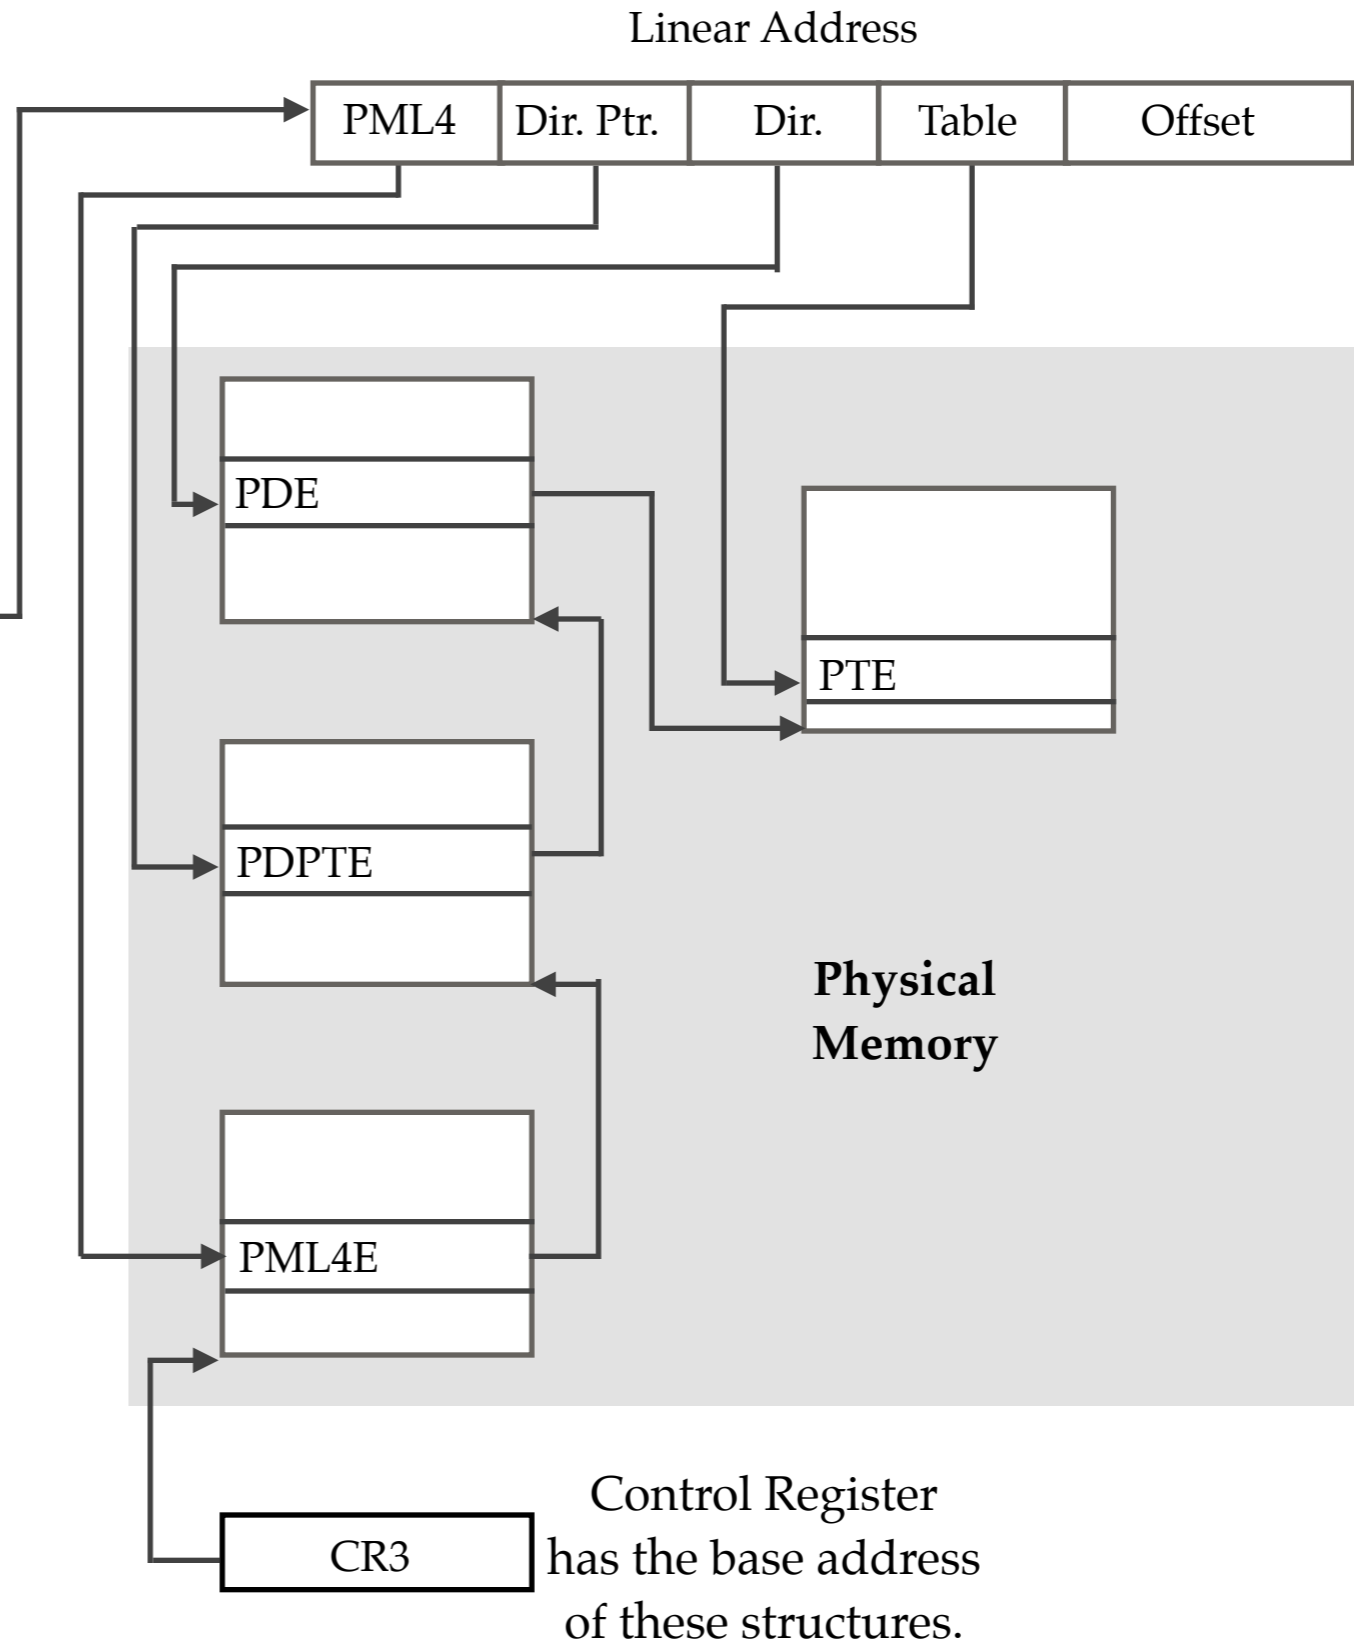 Linear Address
PML4
Dir. Ptr.
Dir.
Table
Offset
PDE
PTE
PDPTE
Physical
Memory
PML4E
Control Register
CR3
has the base address
of these structures.